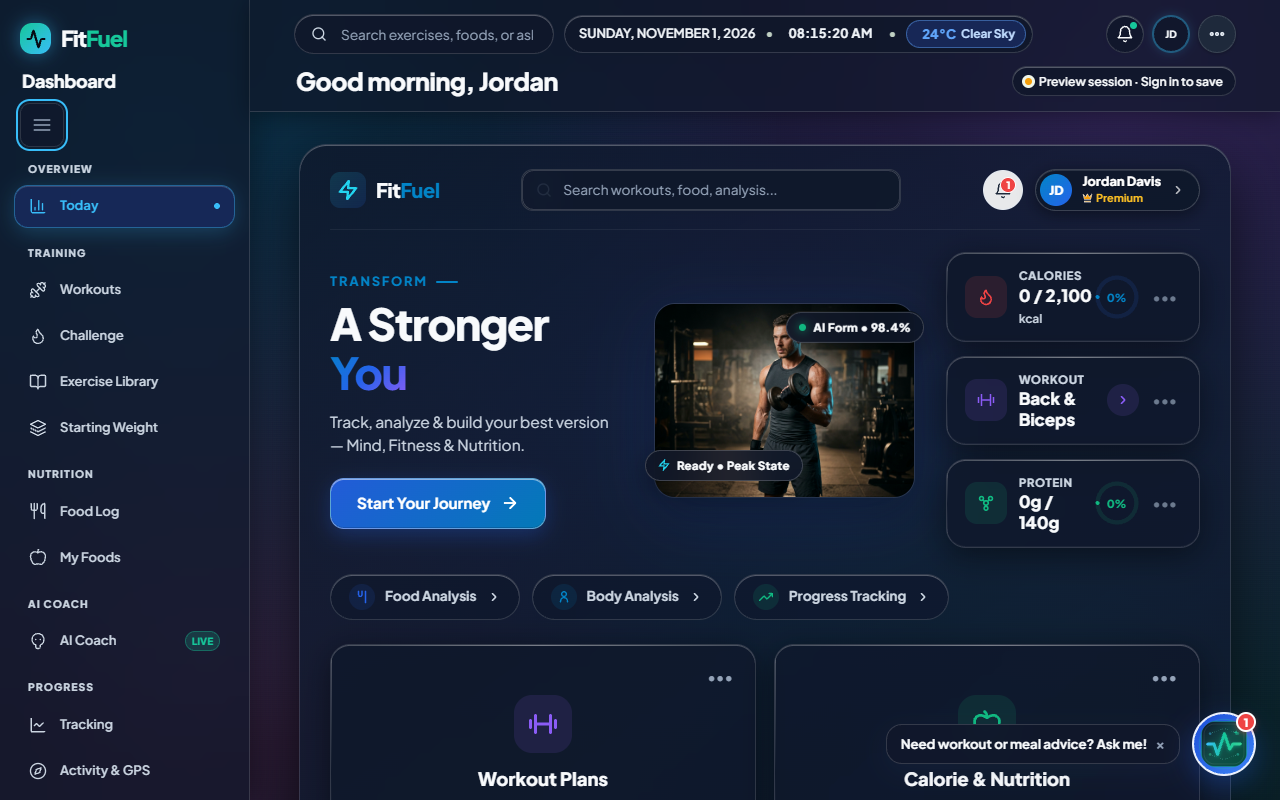 FitFuel
Dashboard
OVERVIEW
Today
TRAINING
Workouts
Challenge
Exercise Library
Starting Weight
NUTRITION
Food Log
My Foods
AI COACH
AI Coach
LIVE
PROGRESS
Tracking
Activity & GPS
Search exercises, foods, or asl
SUNDAY, NOVEMBER 1, 2026 • 08:15:20 AM • 24°C Clear Sky
JD
Good morning, Jordan
Preview session · Sign in to save
FitFuel
Search workouts, food, analysis...
1
JD
Jordan Davis
Premium
TRANSFORM
A Stronger
You
Track, analyze & build your best version
— Mind, Fitness & Nutrition.
Start Your Journey →
AI Form • 98.4%
Ready • Peak State
CALORIES
0 / 2,100
kcal
0%
WORKOUT
Back &
Biceps
PROTEIN
0g /
140g
0%
Food Analysis
Body Analysis
Progress Tracking
Workout Plans
Calorie & Nutrition
Need workout or meal advice? Ask me! ×
1